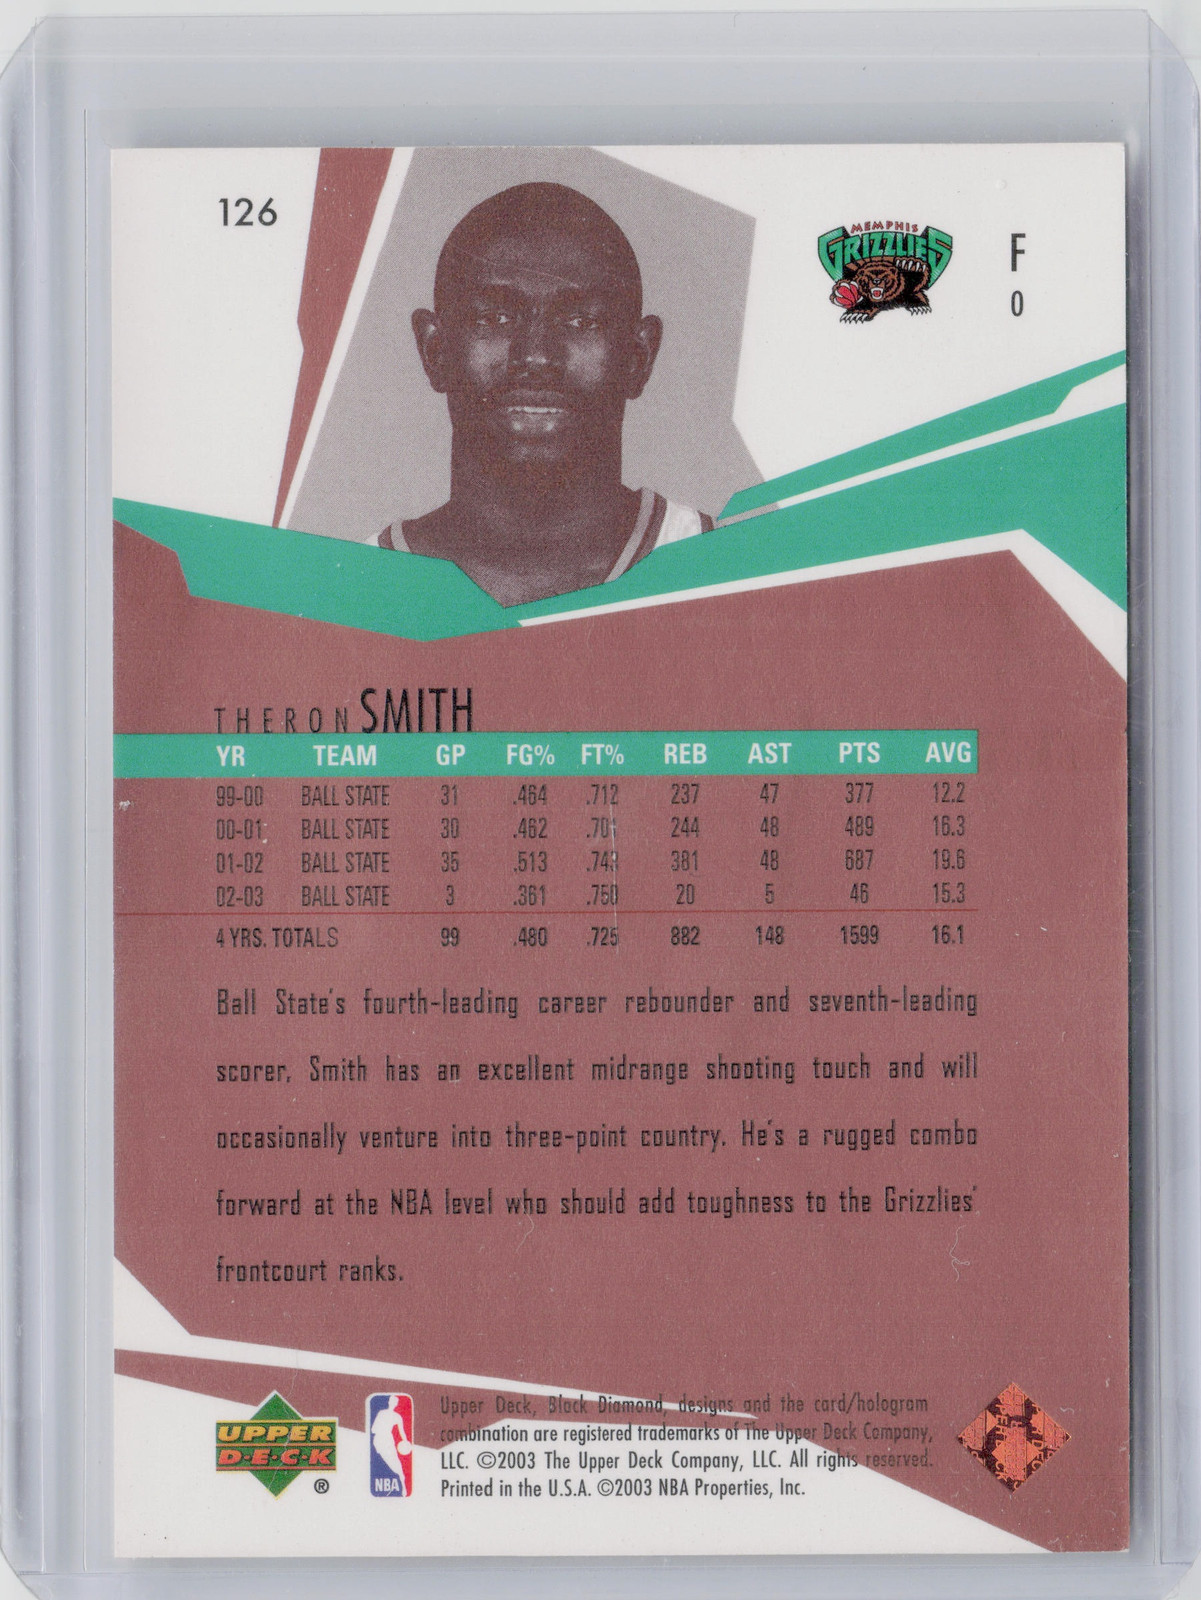 126
MEMPHIS
GRIZZLIES
F
0
THERON SMITH
YR TEAM GP FG% FT% REB AST PTS AVG
99-00 BALL STATE 31 .464 .712 237 47 377 12.2
00-01 BALL STATE 30 .462 .701 244 48 489 16.3
01-02 BALL STATE 35 .513 .743 381 48 687 19.6
02-03 BALL STATE 3 .361 .750 20 5 46 15.3
4 YRS. TOTALS 99 .480 .725 882 148 1599 16.1
Ball State's fourth-leading career rebounder and seventh-leading
scorer, Smith has an excellent midrange shooting touch and will
occasionally venture into three-point country. He's a rugged combo
forward at the NBA level who should add toughness to the Grizzlies'
frontcourt ranks.
UPPER
D•E•C•K
®
NBA
Upper Deck, Black Diamond, designs and the card/hologram
combination are registered trademarks of The Upper Deck Company,
LLC. ©2003 The Upper Deck Company, LLC. All rights reserved.
Printed in the U.S.A. ©2003 NBA Properties, Inc.